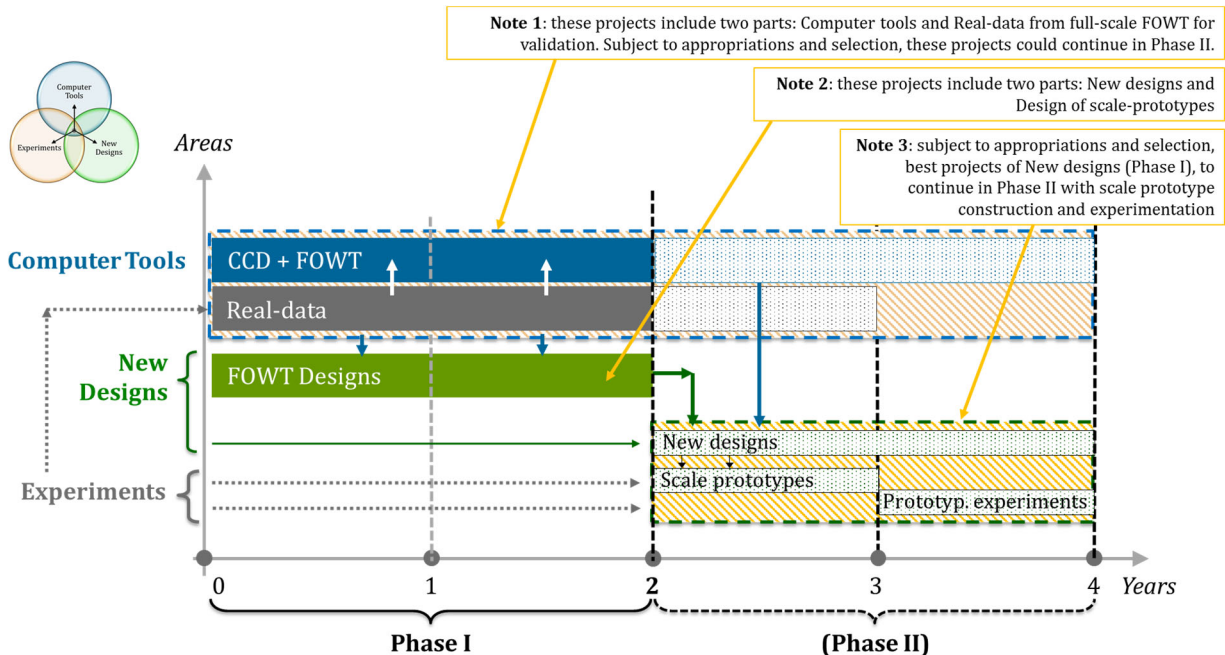 Note 1: these projects include two parts: Computer tools and Real-data from full-scale FOWT for
validation. Subject to appropriations and selection, these projects could continue in Phase II.
Note 2: these projects include two parts: New designs and
Design of scale-prototypes
Note 3: subject to appropriations and selection,
best projects of New designs (Phase I), to
continue in Phase II with scale prototype
construction and experimentation
Computer
Tools
Experiments
New
Designs
Areas
Computer Tools
CCD + FOWT
Real-data
New
Designs
FOWT Designs
New designs
Experiments
Scale prototypes
Prototyp. experiments
0
1
2
3
4
Years
Phase I
(Phase II)